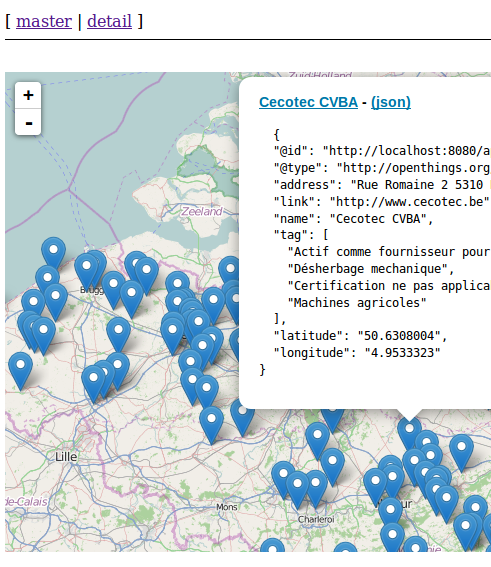 [ master | detail ]
+
-
Zuid-Holland
Zeeland
Cecotec CVBA - (json)
{
"@id": "http://localhost:8080/a
"@type": "http://openthings.org
"address": "Rue Romaine 2 5310
"link": "http://www.cecotec.be"
"name": "Cecotec CVBA",
"tag": [
"Actif comme fournisseur pour
"Désherbage mechanique",
"Certification ne pas applica
"Machines agricoles"
],
"latitude": "50.6308004",
"longitude": "4.9533323"
}
Lille
de-Calais
Mons
Charleroi